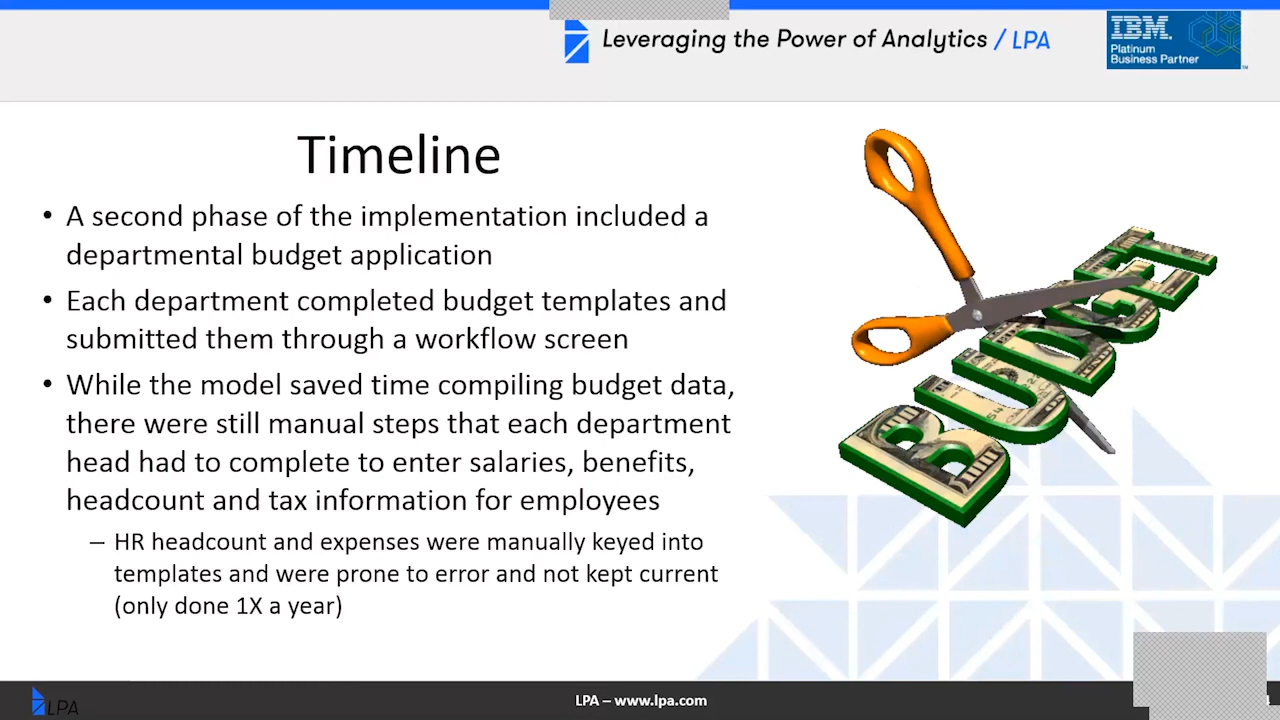 Leveraging the Power of Analytics / LPA
IBM
Platinum
Business Partner
TM
Timeline
• A second phase of the implementation included a
departmental budget application
• Each department completed budget templates and
submitted them through a workflow screen
• While the model saved time compiling budget data,
there were still manual steps that each department
head had to complete to enter salaries, benefits,
headcount and tax information for employees
– HR headcount and expenses were manually keyed into
templates and were prone to error and not kept current
(only done 1X a year)
BUDGET
LPA
LPA – www.lpa.com